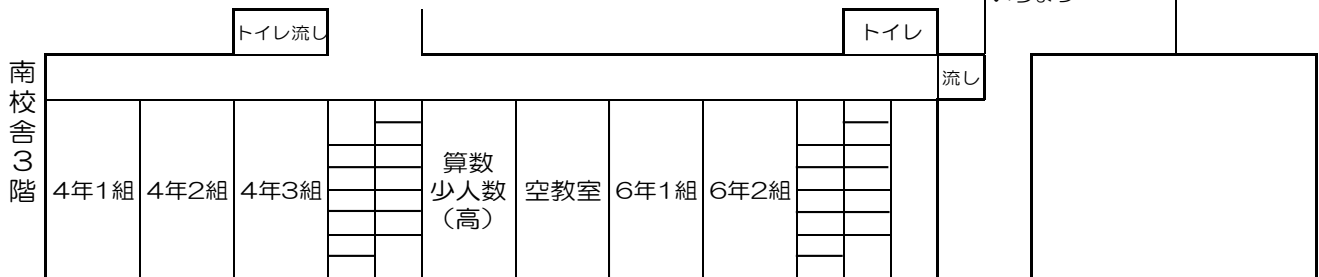 トイレ流し
トイレ
南校舎3階
流し
4年1組
4年2組
4年3組
算数
少人数
(高)
空教室
6年1組
6年2組